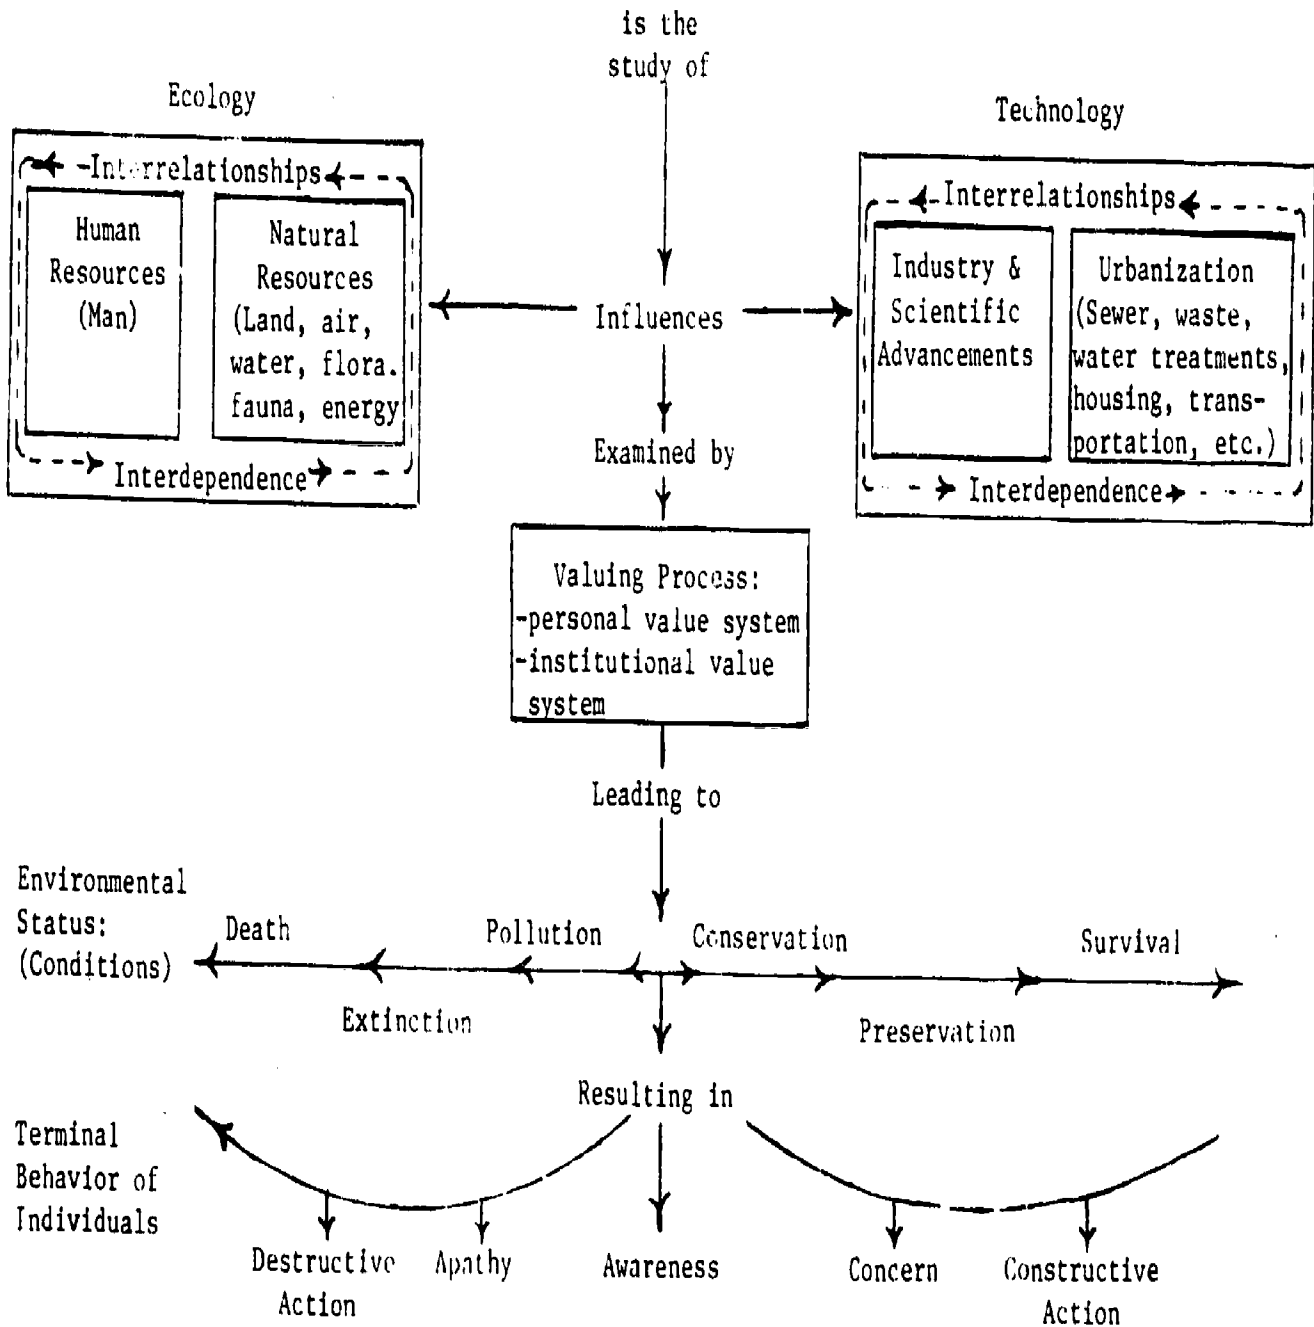 is the
study of
Ecology
Technology
Interrelationships
Human
Resources
(Man)
Natural
Resources
(Land, air,
water, flora.
fauna, energy
Interdependence
Influences
Interrelationships
Industry &
Scientific
Advancements
Urbanization
(Sewer, waste,
water treatments,
housing, trans-
portation, etc.)
Interdependence
Examined by
Valuing Process:
-personal value system
-institutional value
system
Leading to
Environmental
Status:
(Conditions)
Death
Pollution
Conservation
Survival
Extinction
Preservation
Resulting in
Terminal
Behavior of
Individuals
Destructive
Action
Apathy
Awareness
Concern
Constructive
Action